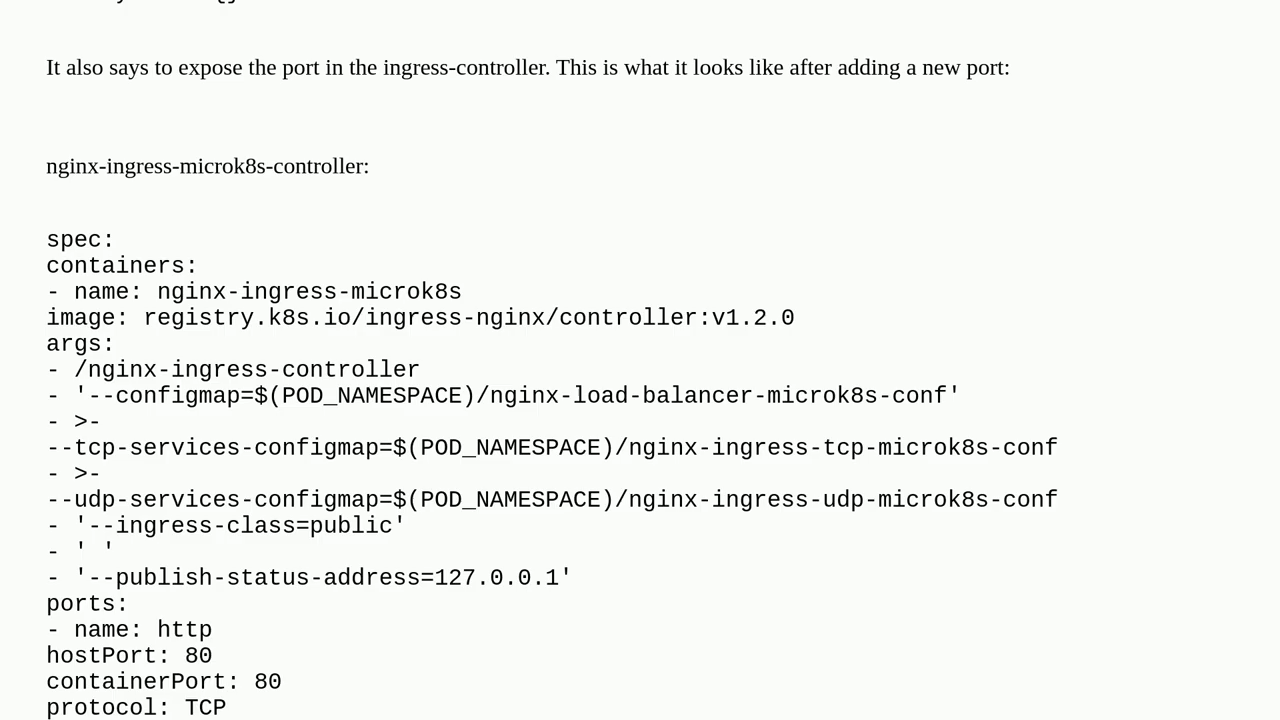 It also says to expose the port in the ingress-controller. This is what it looks like after adding a new port:
nginx-ingress-microk8s-controller:
spec:
containers:
- name: nginx-ingress-microk8s
image: registry.k8s.io/ingress-nginx/controller:v1.2.0
args:
- /nginx-ingress-controller
- '--configmap=$(POD_NAMESPACE)/nginx-load-balancer-microk8s-conf'
- >-
--tcp-services-configmap=$(POD_NAMESPACE)/nginx-ingress-tcp-microk8s-conf
- >-
--udp-services-configmap=$(POD_NAMESPACE)/nginx-ingress-udp-microk8s-conf
- '--ingress-class=public'
- ' '
- '--publish-status-address=127.0.0.1'
ports:
- name: http
hostPort: 80
containerPort: 80
protocol: TCP